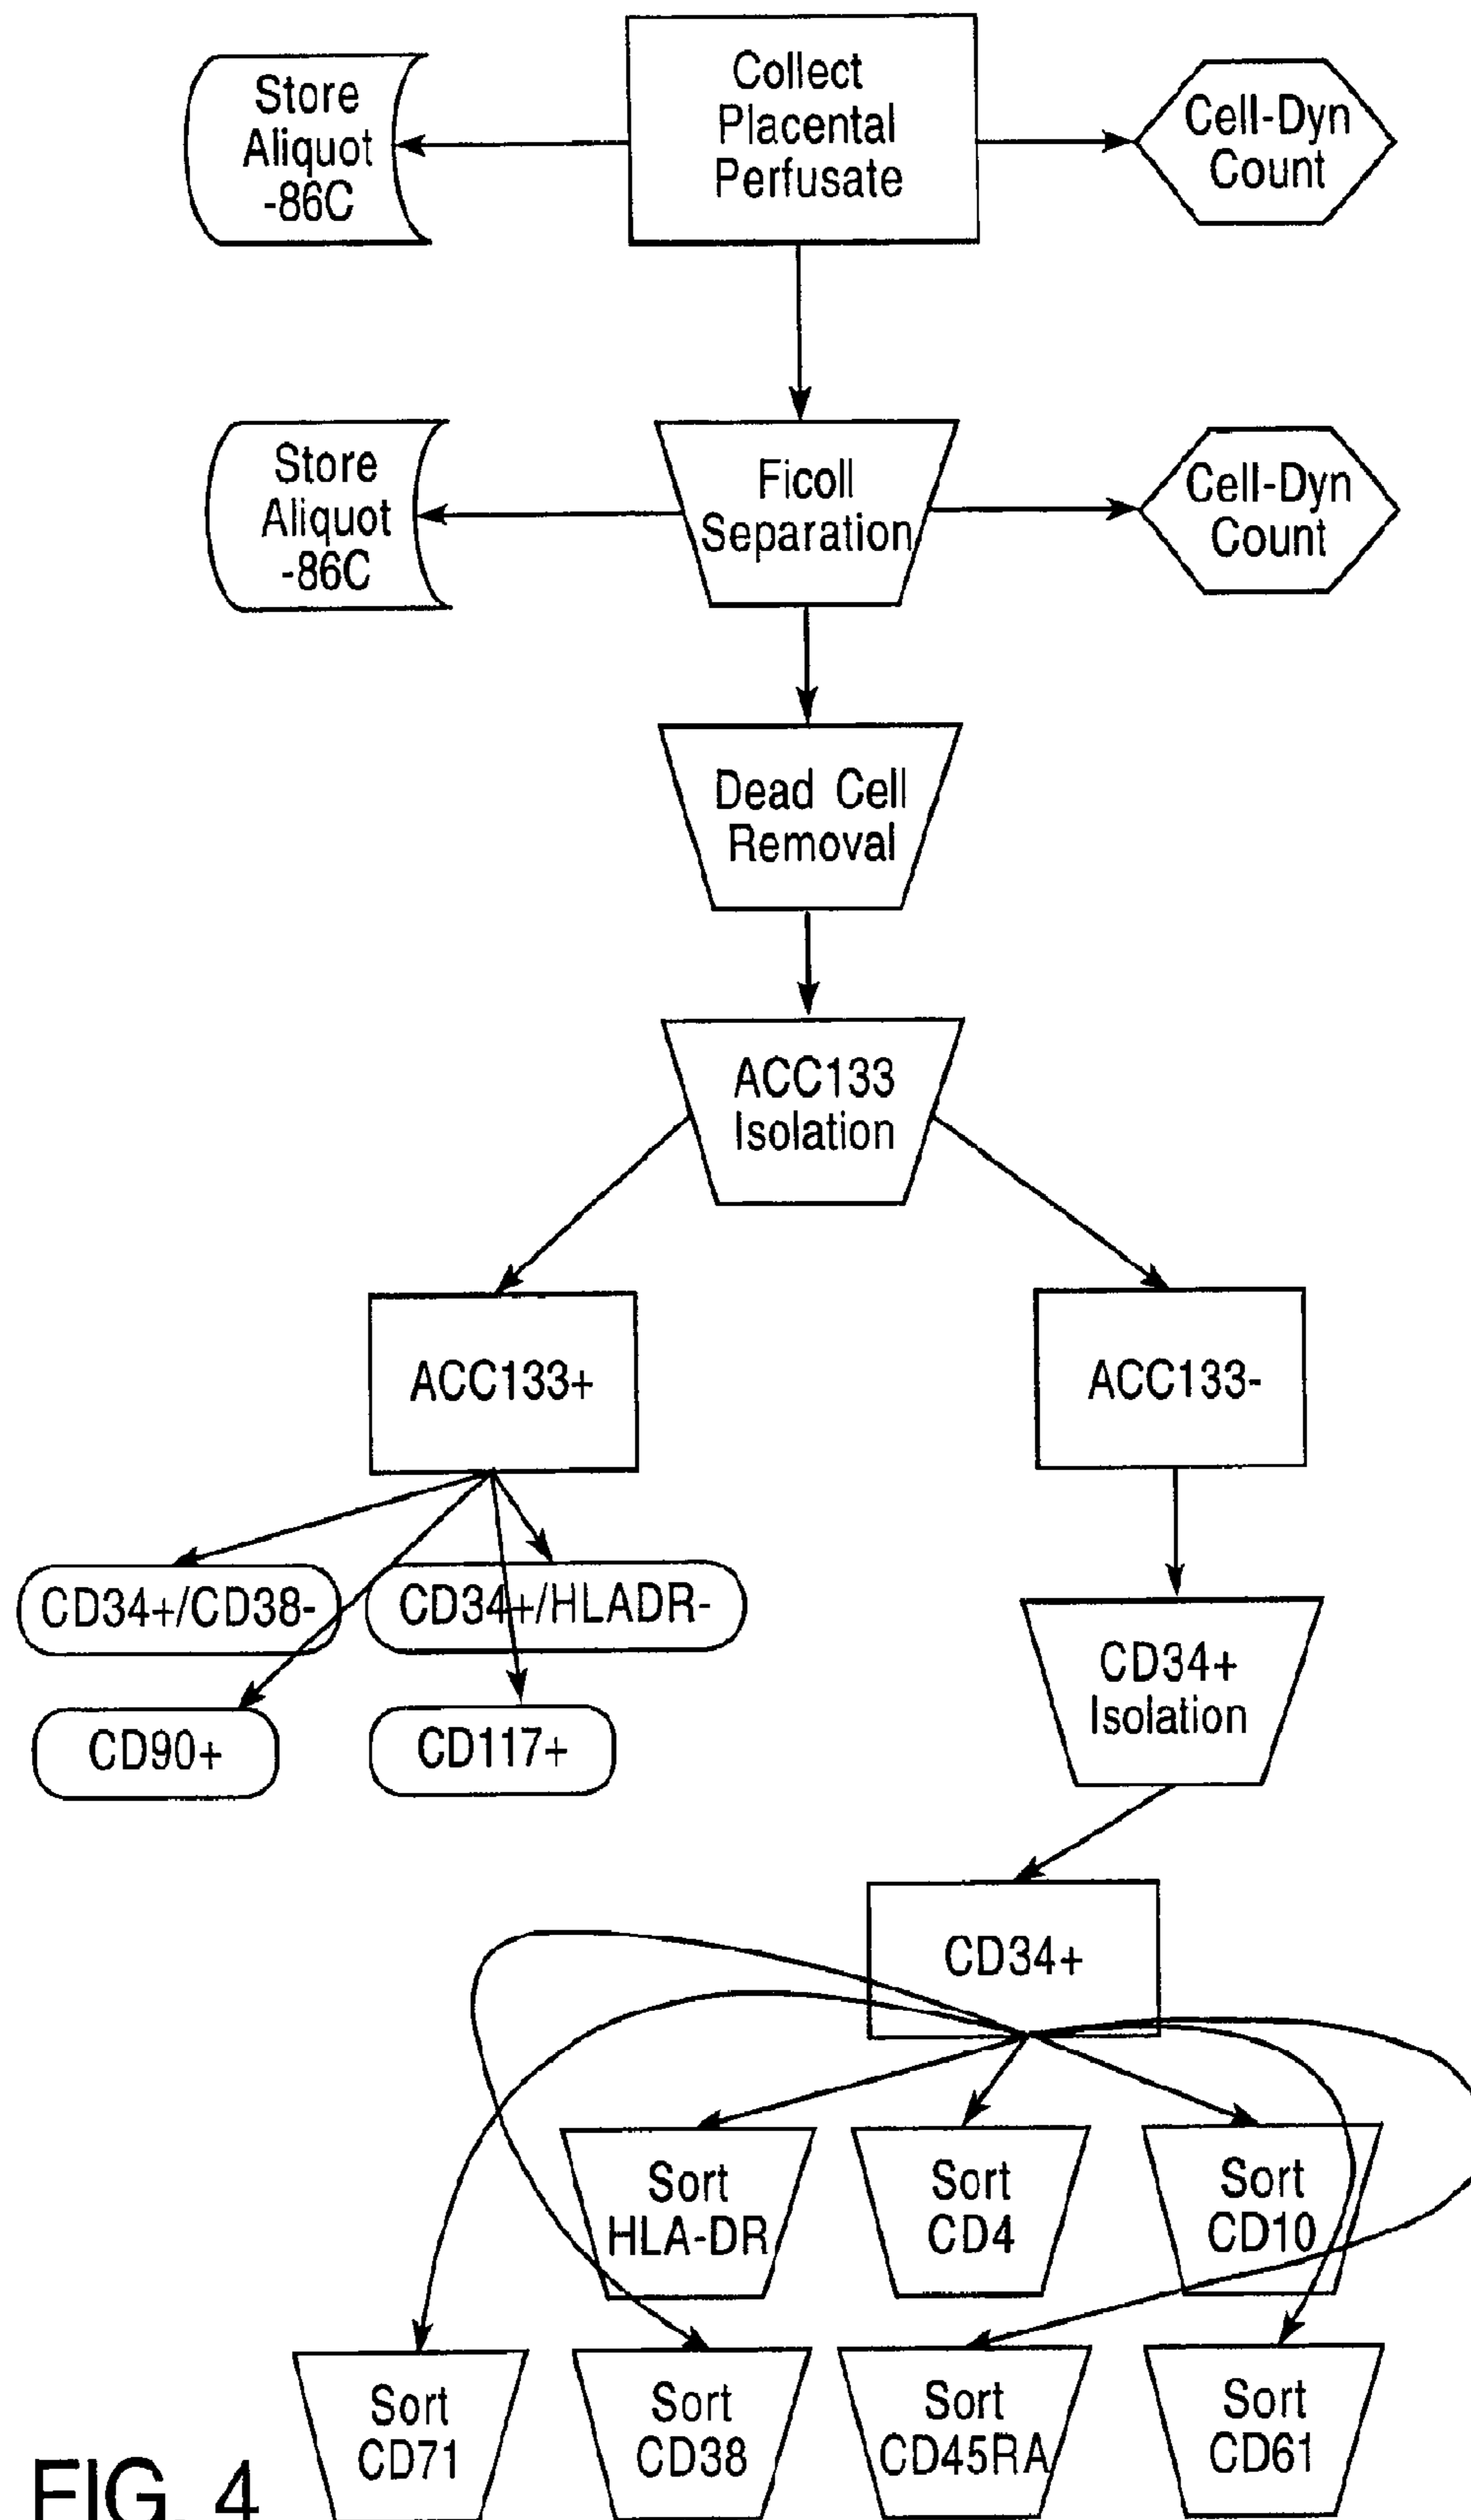 Store
Aliquot
-86C
Collect
Placental
Perfusate
Cell-Dyn
Count
Store
Aliquot
-86C
Ficoll
Separation
Cell-Dyn
Count
Dead Cell
Removal
ACC133
Isolation
ACC133+
ACC133-
CD34+/CD38-
CD34+/HLADR-
CD90+
CD117+
CD34+
Isolation
CD34+
Sort
HLA-DR
Sort
CD4
Sort
CD10
Sort
CD71
Sort
CD38
Sort
CD45RA
Sort
CD61
FIG. 4